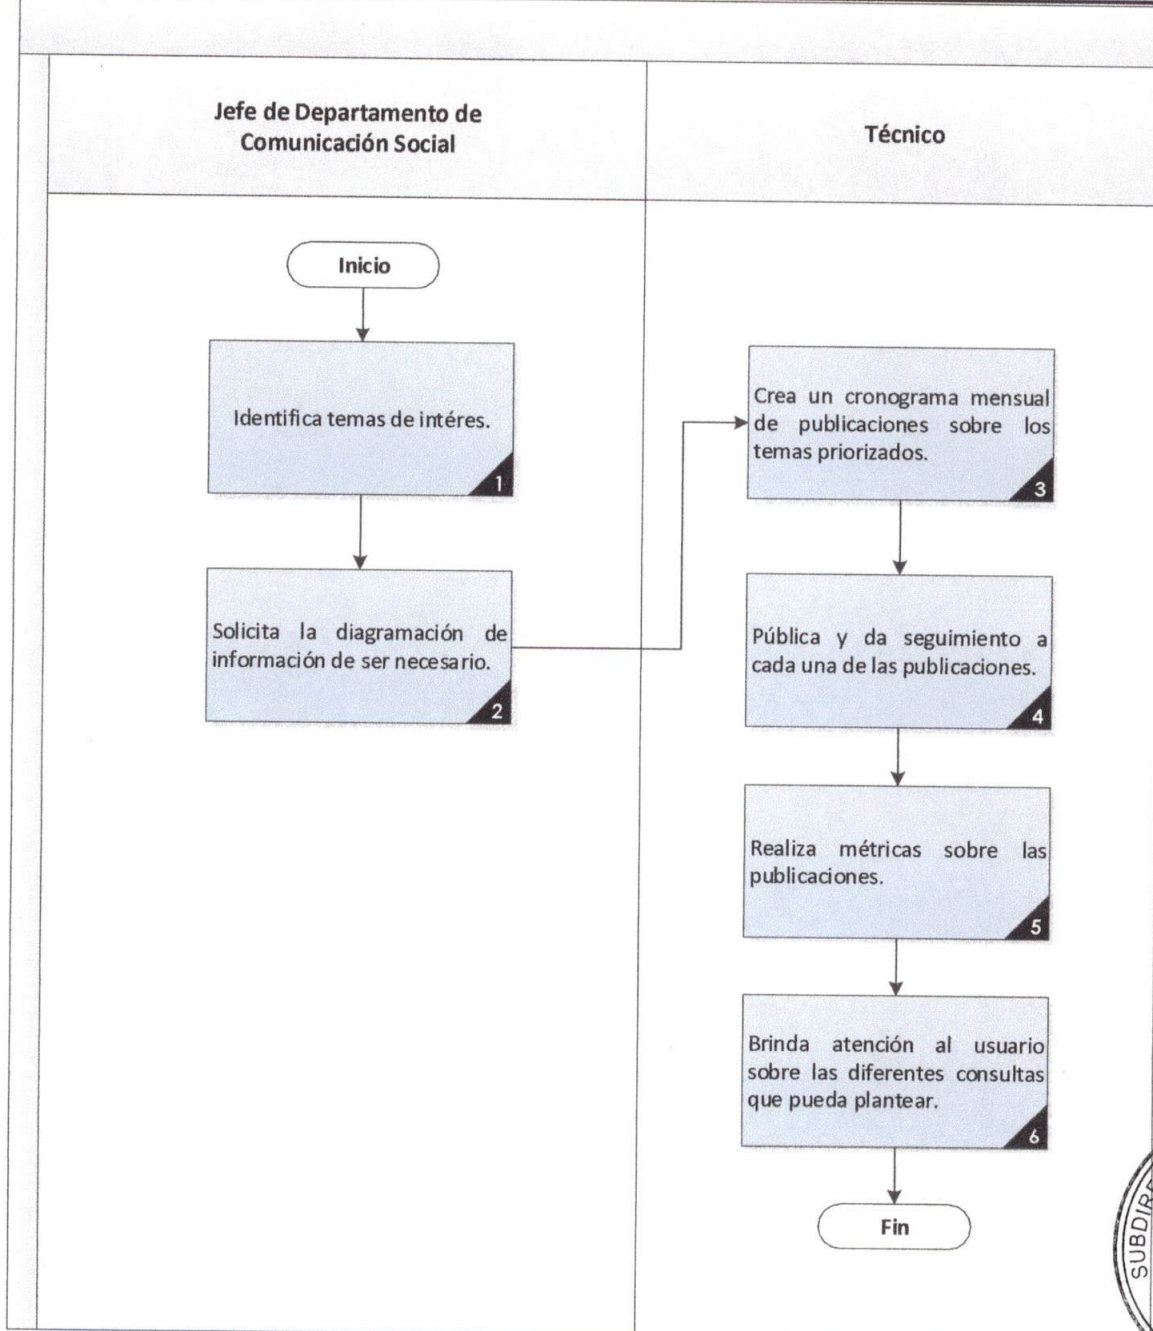 Jefe de Departamento de
Comunicación Social
Técnico
Inicio
Identifica temas de intéres.
1
Solicita la diagramación de
información de ser necesario.
2
Crea un cronograma mensual
de publicaciones sobre los
temas priorizados.
3
Pública y da seguimiento a
cada una de las publicaciones.
4
Realiza métricas sobre las
publicaciones.
5
Brinda atención al usuario
sobre las diferentes consultas
que pueda plantear.
6
Fin